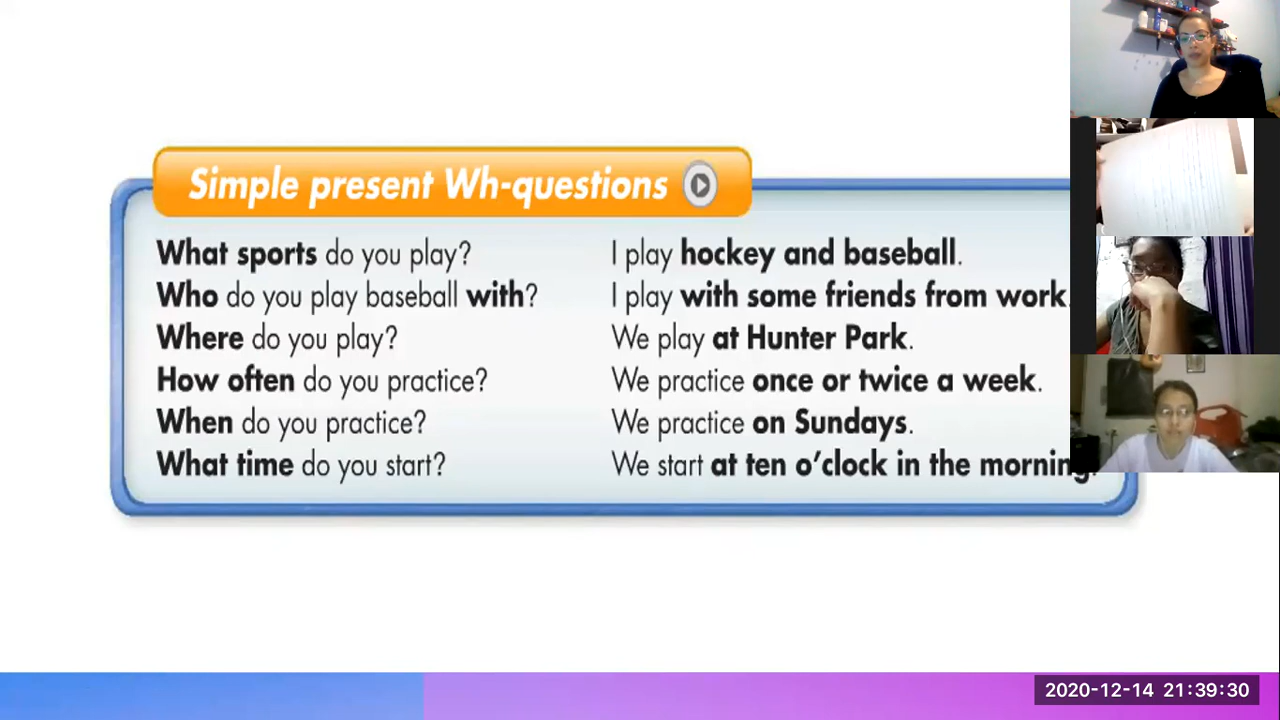 Simple present Wh-questions
What sports do you play? I play hockey and baseball.
Who do you play baseball with? I play with some friends from work.
Where do you play? We play at Hunter Park.
How often do you practice? We practice once or twice a week.
When do you practice? We practice on Sundays.
What time do you start? We start at ten o'clock in the morning.
2020-12-14 21:39:30